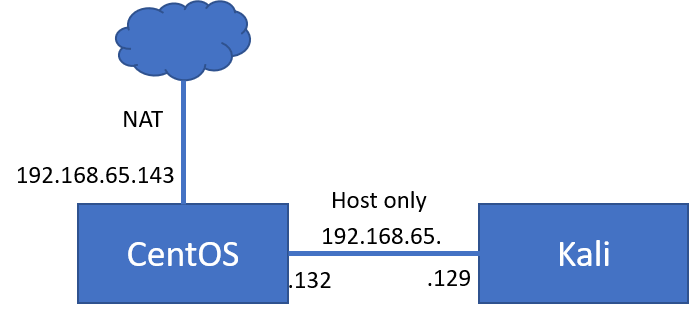 NAT
192.168.65.143
Host only
192.168.65.
CentOS
Kali
.132
.129